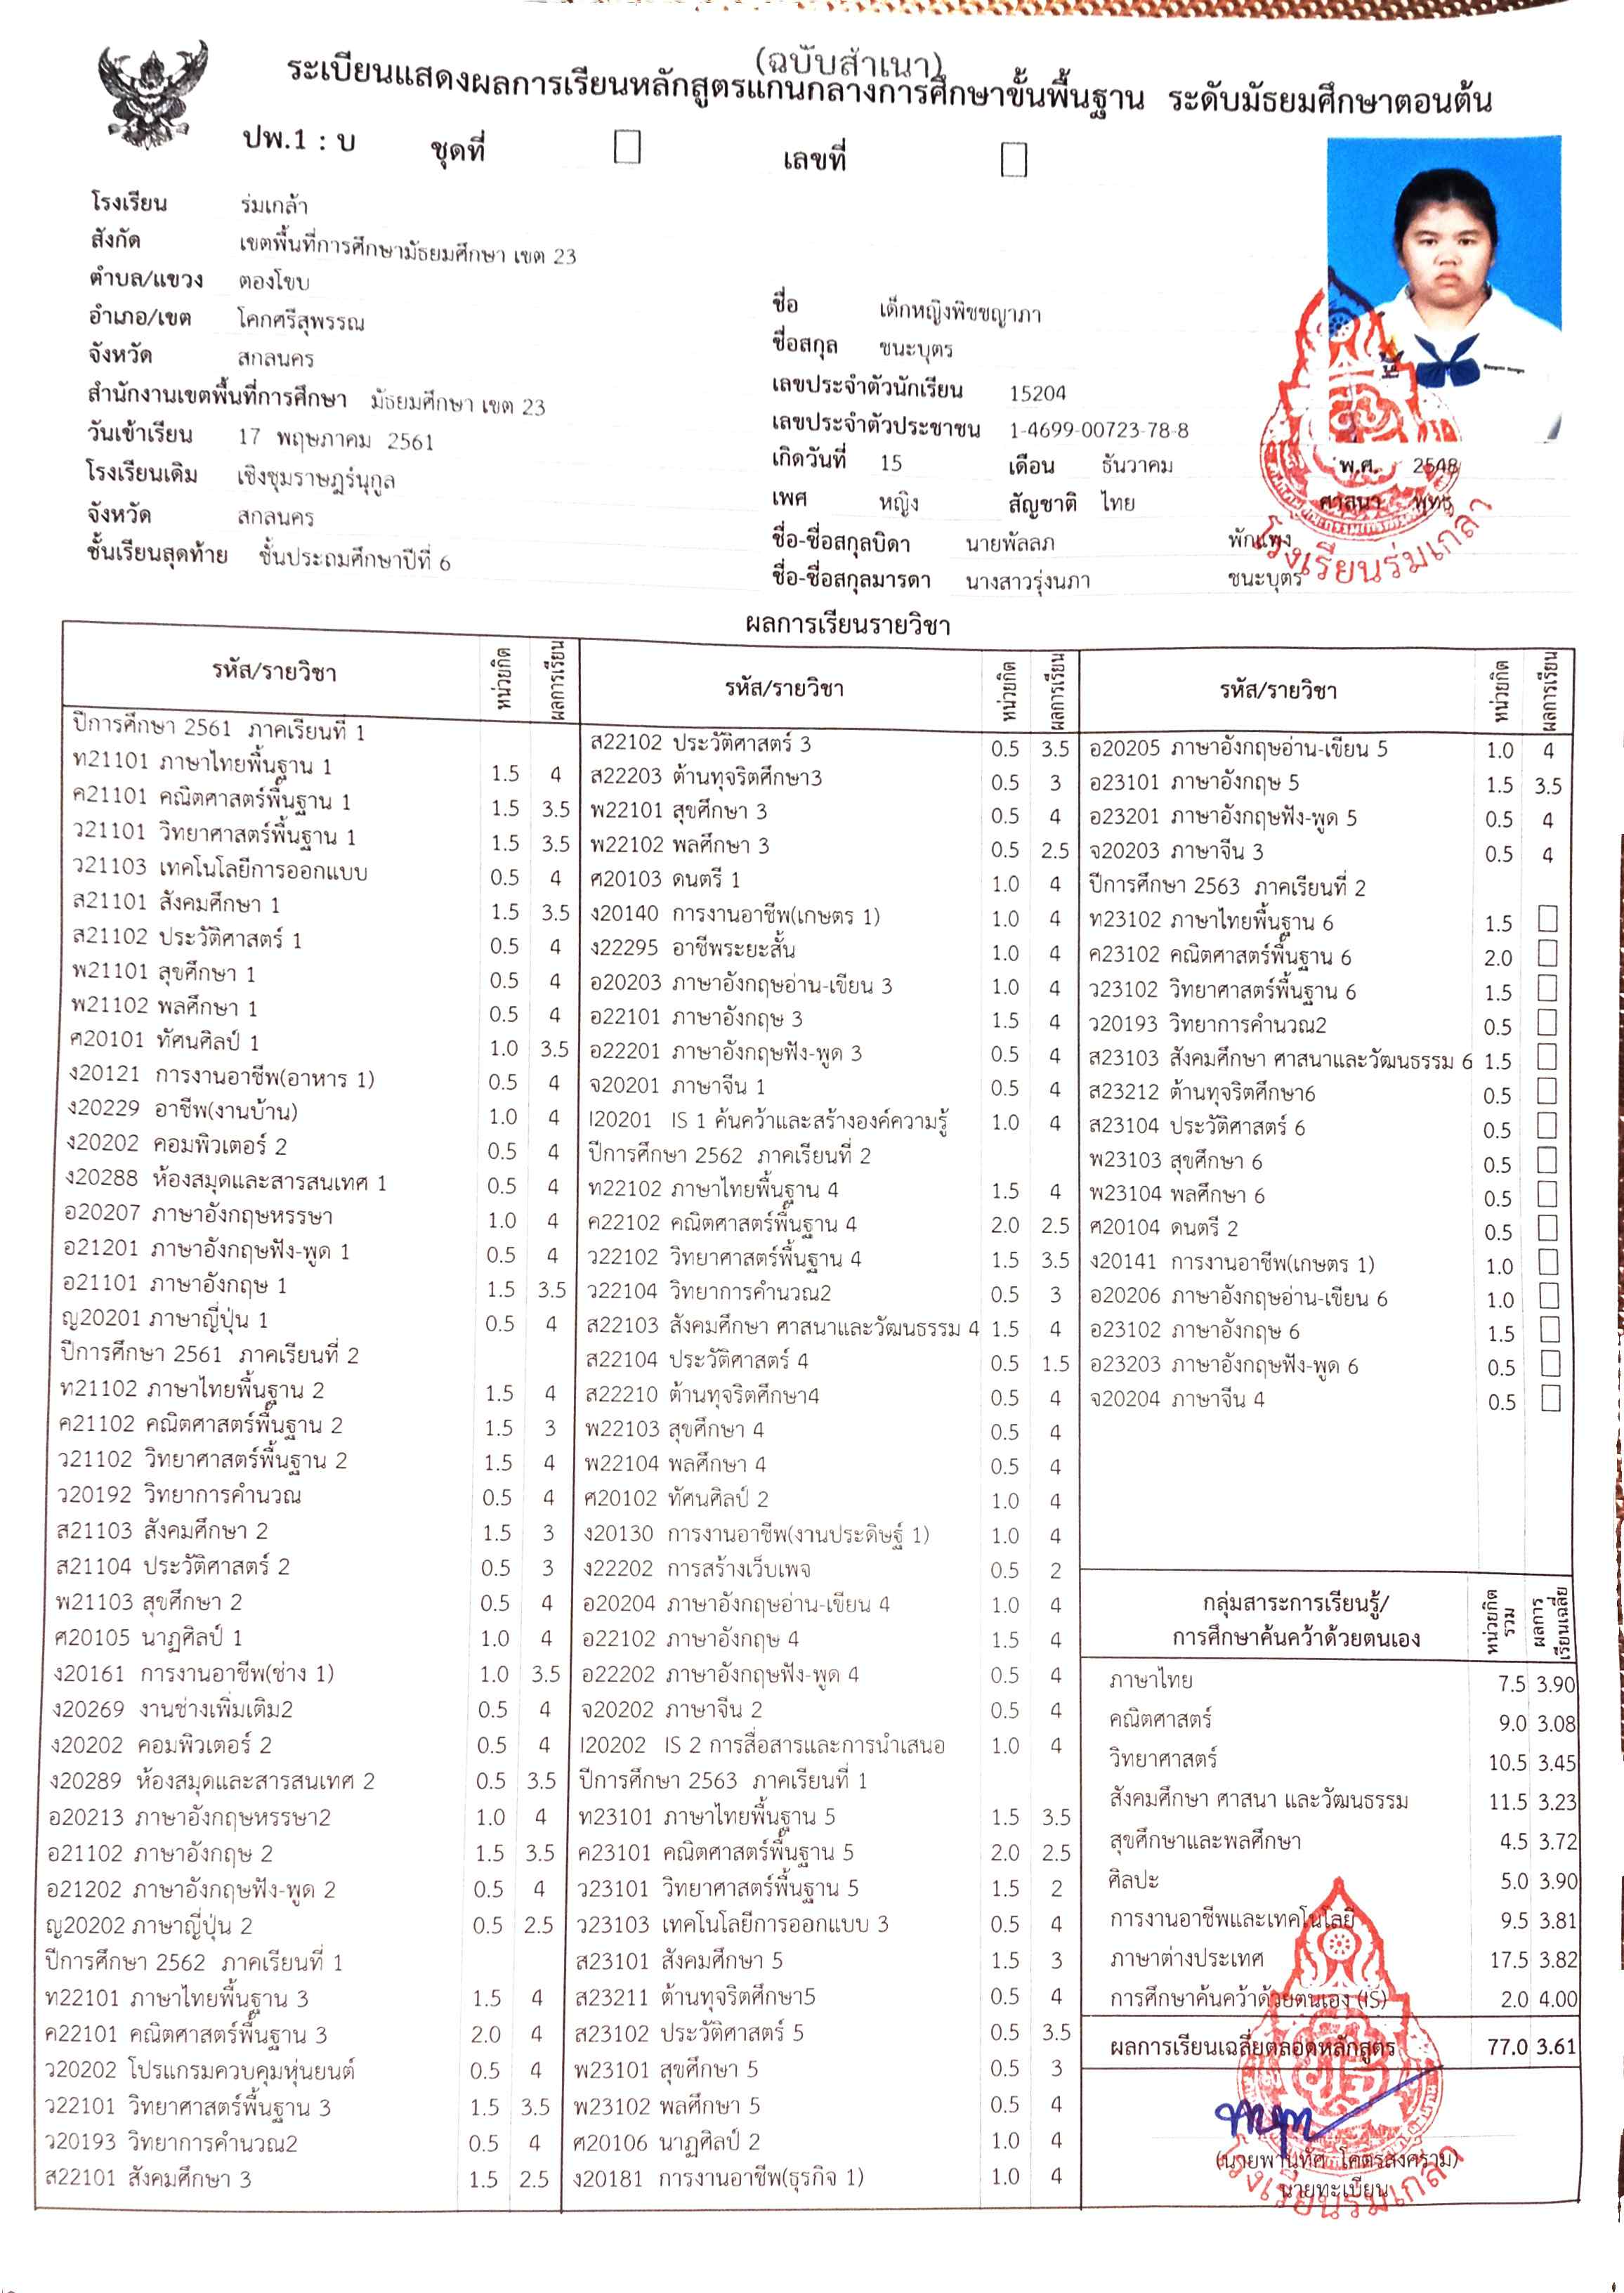 (ฉบับสำเนา)
ระเบียนแสดงผลการเรียนหลักสูตรแกนกลางการศึกษาขั้นพื้นฐาน ระดับมัธยมศึกษาตอนต้น
ปพ.1 : บ ชุดที่ เลขที่
โรงเรียน ร่มเกล้า
สังกัด เขตพื้นที่การศึกษามัธยมศึกษา เขต 23
ตำบล/แขวง ตองโขบ
อำเภอ/เขต โคกศรีสุพรรณ
จังหวัด สกลนคร
สำนักงานเขตพื้นที่การศึกษา มัธยมศึกษา เขต 23
วันเข้าเรียน 17 พฤษภาคม 2561
โรงเรียนเดิม เชิงชุมราษฎร์นุกูล
จังหวัด สกลนคร
ชั้นเรียนสุดท้าย ชั้นประถมศึกษาปีที่ 6
ชื่อ เด็กหญิงพิชชญาภา
ชื่อสกุล ชนะบุตร
เลขประจำตัวนักเรียน 15204
เลขประจำตัวประชาชน 1-4699-00723-78-8
เกิดวันที่ 15 เดือน ธันวาคม พ.ศ. 2548
เพศ หญิง สัญชาติ ไทย ศาสนา พุทธ
ชื่อ-ชื่อสกุลบิดา นายพัลลภ พักแพง
ชื่อ-ชื่อสกุลมารดา นางสาวรุ่งนภา ชนะบุตร
โรงเรียนร่มเกล้า
ผลการเรียนรายวิชา
รหัส/รายวิชา หน่วยกิต ผลการเรียน
ปีการศึกษา 2561 ภาคเรียนที่ 1
ท21101 ภาษาไทยพื้นฐาน 1 1.5 4
ค21101 คณิตศาสตร์พื้นฐาน 1 1.5 3.5
ว21101 วิทยาศาสตร์พื้นฐาน 1 1.5 3.5
ว21103 เทคโนโลยีการออกแบบ 0.5 4
ส21101 สังคมศึกษา 1 1.5 3.5
ส21102 ประวัติศาสตร์ 1 0.5 4
พ21101 สุขศึกษา 1 0.5 4
พ21102 พลศึกษา 1 0.5 4
ศ20101 ทัศนศิลป์ 1 1.0 3.5
ง20121 การงานอาชีพ(อาหาร 1) 0.5 4
ง20229 อาชีพ(งานบ้าน) 1.0 4
ง20202 คอมพิวเตอร์ 2 0.5 4
ง20288 ห้องสมุดและสารสนเทศ 1 0.5 4
อ20207 ภาษาอังกฤษหรรษา 1.0 4
อ21201 ภาษาอังกฤษฟัง-พูด 1 0.5 4
อ21101 ภาษาอังกฤษ 1 1.5 3.5
ญ20201 ภาษาญี่ปุ่น 1 0.5 4
ปีการศึกษา 2561 ภาคเรียนที่ 2
ท21102 ภาษาไทยพื้นฐาน 2 1.5 4
ค21102 คณิตศาสตร์พื้นฐาน 2 1.5 3
ว21102 วิทยาศาสตร์พื้นฐาน 2 1.5 4
ว20192 วิทยาการคำนวณ 0.5 4
ส21103 สังคมศึกษา 2 1.5 3
ส21104 ประวัติศาสตร์ 2 0.5 3
พ21103 สุขศึกษา 2 0.5 4
ศ20105 นาฏศิลป์ 1 1.0 4
ง20161 การงานอาชีพ(ช่าง 1) 1.0 3.5
ง20269 งานช่างเพิ่มเติม2 0.5 4
ง20202 คอมพิวเตอร์ 2 0.5 4
ง20289 ห้องสมุดและสารสนเทศ 2 0.5 3.5
อ20213 ภาษาอังกฤษหรรษา2 1.0 4
อ21102 ภาษาอังกฤษ 2 1.5 3.5
อ21202 ภาษาอังกฤษฟัง-พูด 2 0.5 4
ญ20202 ภาษาญี่ปุ่น 2 0.5 2.5
ปีการศึกษา 2562 ภาคเรียนที่ 1
ท22101 ภาษาไทยพื้นฐาน 3 1.5 4
ค22101 คณิตศาสตร์พื้นฐาน 3 2.0 4
ว20202 โปรแกรมควบคุมหุ่นยนต์ 0.5 4
ว22101 วิทยาศาสตร์พื้นฐาน 3 1.5 3.5
ว20193 วิทยาการคำนวณ2 0.5 4
ส22101 สังคมศึกษา 3 1.5 2.5
รหัส/รายวิชา หน่วยกิต ผลการเรียน
ส22102 ประวัติศาสตร์ 3 0.5 3.5
ส22203 ต้านทุจริตศึกษา3 0.5 3
พ22101 สุขศึกษา 3 0.5 4
พ22102 พลศึกษา 3 0.5 2.5
ศ20103 ดนตรี 1 1.0 4
ง20140 การงานอาชีพ(เกษตร 1) 1.0 4
ง22295 อาชีพระยะสั้น 1.0 4
อ20203 ภาษาอังกฤษอ่าน-เขียน 3 1.0 4
อ22101 ภาษาอังกฤษ 3 1.5 4
อ22201 ภาษาอังกฤษฟัง-พูด 3 0.5 4
จ20201 ภาษาจีน 1 0.5 4
I20201 IS 1 ค้นคว้าและสร้างองค์ความรู้ 1.0 4
ปีการศึกษา 2562 ภาคเรียนที่ 2
ท22102 ภาษาไทยพื้นฐาน 4 1.5 4
ค22102 คณิตศาสตร์พื้นฐาน 4 2.0 2.5
ว22102 วิทยาศาสตร์พื้นฐาน 4 1.5 3.5
ว22104 วิทยาการคำนวณ2 0.5 3
ส22103 สังคมศึกษา ศาสนาและวัฒนธรรม 4 1.5 4
ส22104 ประวัติศาสตร์ 4 0.5 1.5
ส22210 ต้านทุจริตศึกษา4 0.5 4
พ22103 สุขศึกษา 4 0.5 4
พ22104 พลศึกษา 4 0.5 4
ศ20102 ทัศนศิลป์ 2 1.0 4
ง20130 การงานอาชีพ(งานประดิษฐ์ 1) 1.0 4
ง22202 การสร้างเว็บเพจ 0.5 2
อ20204 ภาษาอังกฤษอ่าน-เขียน 4 1.0 4
อ22102 ภาษาอังกฤษ 4 1.5 4
อ22202 ภาษาอังกฤษฟัง-พูด 4 0.5 4
จ20202 ภาษาจีน 2 0.5 4
I20202 IS 2 การสื่อสารและการนำเสนอ 1.0 4
ปีการศึกษา 2563 ภาคเรียนที่ 1
ท23101 ภาษาไทยพื้นฐาน 5 1.5 3.5
ค23101 คณิตศาสตร์พื้นฐาน 5 2.0 2.5
ว23101 วิทยาศาสตร์พื้นฐาน 5 1.5 2
ว23103 เทคโนโลยีการออกแบบ 3 0.5 4
ส23101 สังคมศึกษา 5 1.5 3
ส23211 ต้านทุจริตศึกษา5 0.5 4
ส23102 ประวัติศาสตร์ 5 0.5 3.5
พ23101 สุขศึกษา 5 0.5 3
พ23102 พลศึกษา 5 0.5 4
ศ20106 นาฏศิลป์ 2 1.0 4
ง20181 การงานอาชีพ(ธุรกิจ 1) 1.0 4
รหัส/รายวิชา หน่วยกิต ผลการเรียน
อ20205 ภาษาอังกฤษอ่าน-เขียน 5 1.0 4
อ23101 ภาษาอังกฤษ 5 1.5 3.5
อ23201 ภาษาอังกฤษฟัง-พูด 5 0.5 4
จ20203 ภาษาจีน 3 0.5 4
ปีการศึกษา 2563 ภาคเรียนที่ 2
ท23102 ภาษาไทยพื้นฐาน 6 1.5
ค23102 คณิตศาสตร์พื้นฐาน 6 2.0
ว23102 วิทยาศาสตร์พื้นฐาน 6 1.5
ว20193 วิทยาการคำนวณ2 0.5
ส23103 สังคมศึกษา ศาสนาและวัฒนธรรม 6 1.5
ส23212 ต้านทุจริตศึกษา6 0.5
ส23104 ประวัติศาสตร์ 6 0.5
พ23103 สุขศึกษา 6 0.5
พ23104 พลศึกษา 6 0.5
ศ20104 ดนตรี 2 0.5
ง20141 การงานอาชีพ(เกษตร 1) 1.0
อ20206 ภาษาอังกฤษอ่าน-เขียน 6 1.0
อ23102 ภาษาอังกฤษ 6 1.5
อ23203 ภาษาอังกฤษฟัง-พูด 6 0.5
จ20204 ภาษาจีน 4 0.5
กลุ่มสาระการเรียนรู้/ หน่วยกิตรวม ผลการเรียนเฉลี่ย
การศึกษาค้นคว้าด้วยตนเอง
ภาษาไทย 7.5 3.90
คณิตศาสตร์ 9.0 3.08
วิทยาศาสตร์ 10.5 3.45
สังคมศึกษา ศาสนา และวัฒนธรรม 11.5 3.23
สุขศึกษาและพลศึกษา 4.5 3.72
ศิลปะ 5.0 3.90
การงานอาชีพและเทคโนโลยี 9.5 3.81
ภาษาต่างประเทศ 17.5 3.82
การศึกษาค้นคว้าด้วยตนเอง (IS) 2.0 4.00
ผลการเรียนเฉลี่ยตลอดหลักสูตร 77.0 3.61
(นายพานทัศ โคตรสงคราม)
นายทะเบียน
โรงเรียนร่มเกล้า